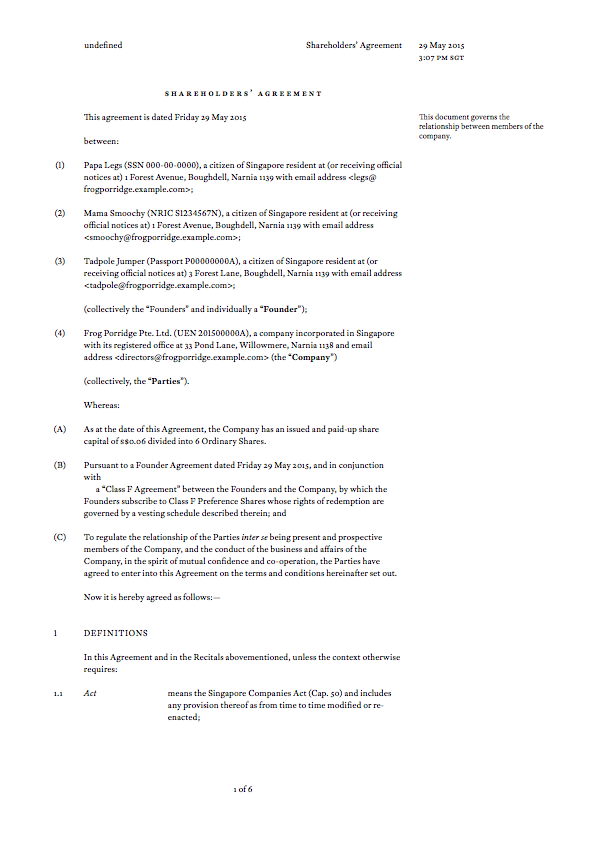 undefined
Shareholders’ Agreement
29 May 2015
3:07 PM SGT
SHAREHOLDERS’ AGREEMENT
This agreement is dated Friday 29 May 2015
This document governs the
relationship between members of the
company.
between:
(1) Papa Legs (SSN 000-00-0000), a citizen of Singapore resident at (or receiving official
notices at) 1 Forest Avenue, Boughdell, Narnia 1139 with email address <legs@
frogporridge.example.com>;
(2) Mama Smoochy (NRIC S1234567N), a citizen of Singapore resident at (or receiving
official notices at) 1 Forest Avenue, Boughdell, Narnia 1139 with email address
<smoochy@frogporridge.example.com>;
(3) Tadpole Jumper (Passport P00000000A), a citizen of Singapore resident at (or
receiving official notices at) 3 Forest Lane, Boughdell, Narnia 1139 with email address
<tadpole@frogporridge.example.com>;
(collectively the “Founders” and individually a “Founder”);
(4) Frog Porridge Pte. Ltd. (UEN 201500000A), a company incorporated in Singapore
with its registered office at 33 Pond Lane, Willowmere, Narnia 1138 and email
address <directors@frogporridge.example.com> (the “Company”)
(collectively, the “Parties”).
Whereas:
(A) As at the date of this Agreement, the Company has an issued and paid-up share
capital of S$0.06 divided into 6 Ordinary Shares.
(B) Pursuant to a Founder Agreement dated Friday 29 May 2015, and in conjunction
with
a “Class F Agreement” between the Founders and the Company, by which the
Founders subscribe to Class F Preference Shares whose rights of redemption are
governed by a vesting schedule described therein; and
(C) To regulate the relationship of the Parties inter se being present and prospective
members of the Company, and the conduct of the business and affairs of the
Company, in the spirit of mutual confidence and co-operation, the Parties have
agreed to enter into this Agreement on the terms and conditions hereinafter set out.
Now it is hereby agreed as follows:—
1 DEFINITIONS
In this Agreement and in the Recitals abovementioned, unless the context otherwise
requires:
1.1 Act means the Singapore Companies Act (Cap. 50) and includes
any provision thereof as from time to time modified or re-
enacted;
1 of 6